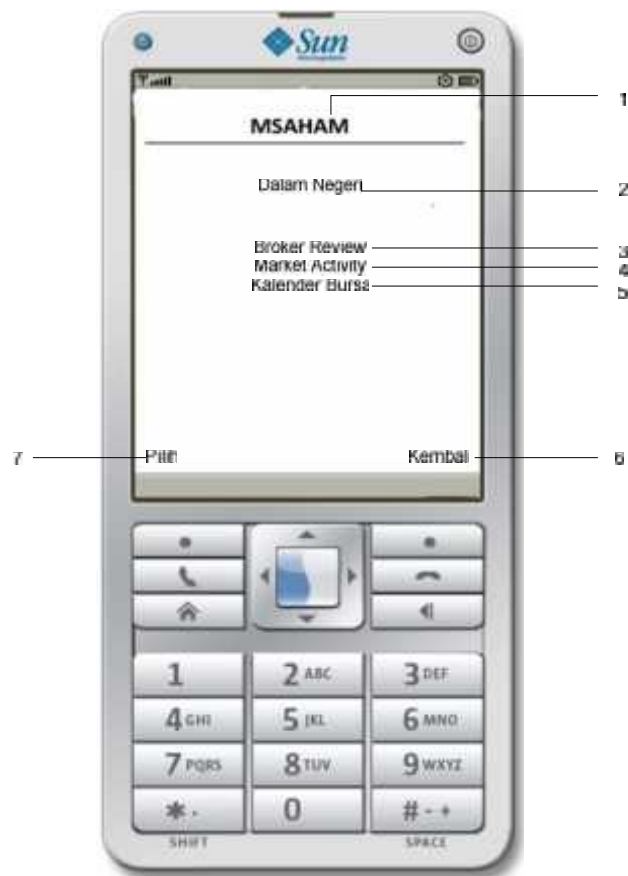 Sun
MSAHAM
1
Dalam Negeri
2
Broker Review
3
Market Activity
4
Kalender Bursa
5
7
Pilih
Kembali
6
1
2 ABC
3 DEF
4 GHI
5 JKL
6 MNO
7 PQRS
8 TUV
9 WXYZ
* .
0
# - +
SHIFT
SPACE